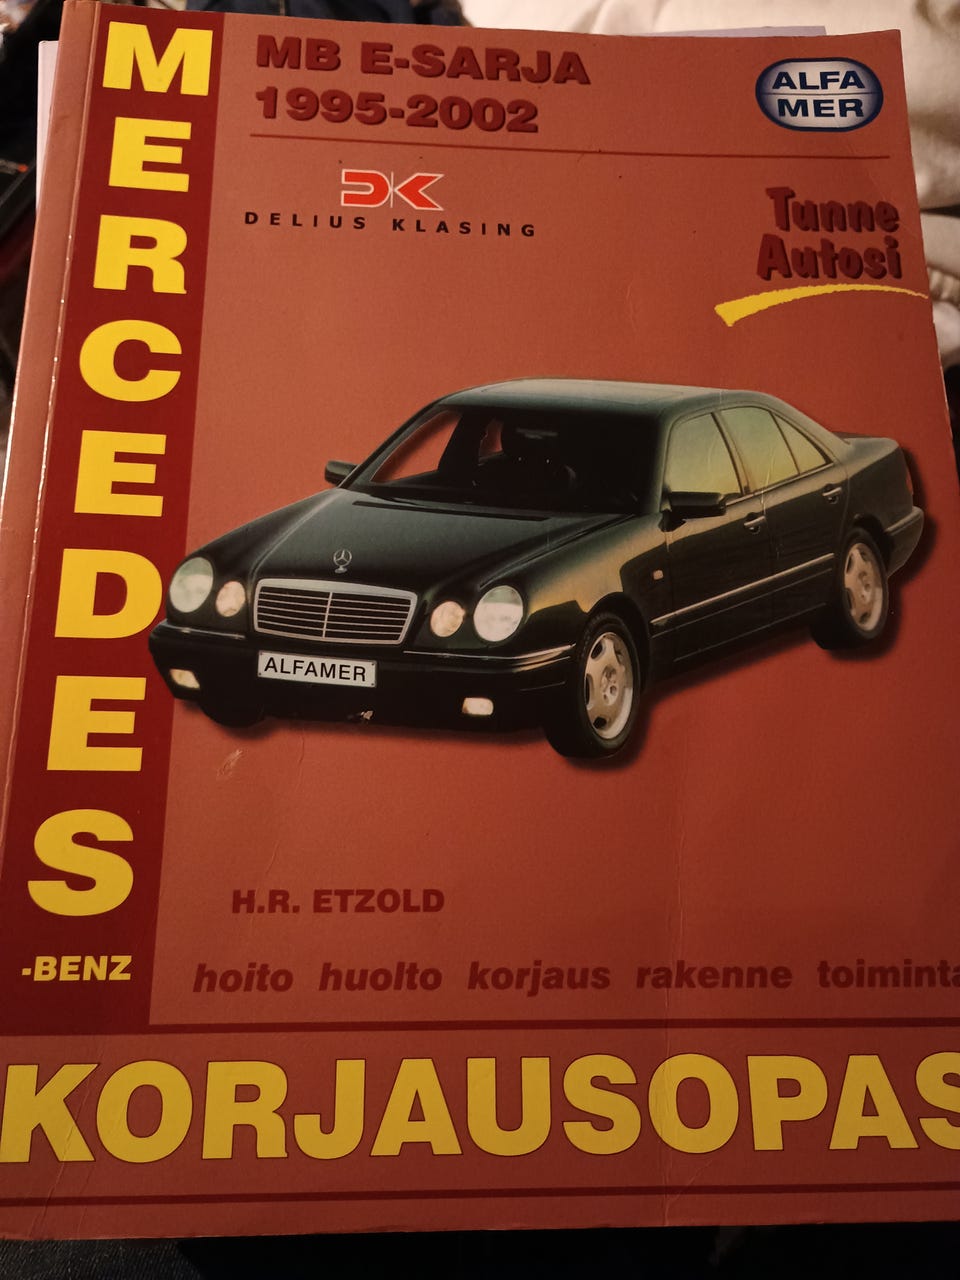 MERCEDES
-BENZ
MB E-SARJA
1995-2002
ALFA
MER
DK
DELIUS KLASING
Tunne
Autosi
ALFAMER
H.R. ETZOLD
hoito huolto korjaus rakenne toiminta
KORJAUSOPAS